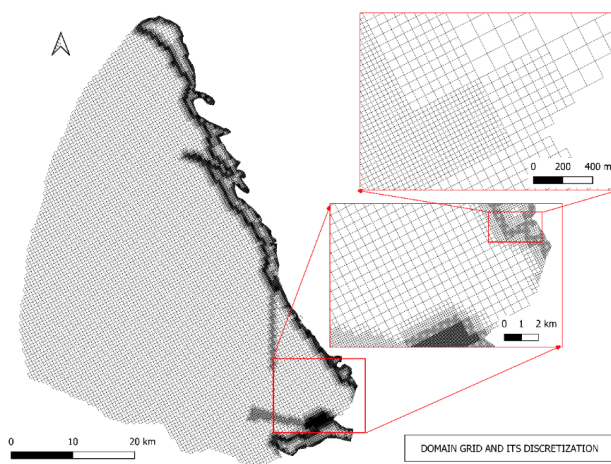 0 200 400 m
0 1 2 km
0 10 20 km
DOMAIN GRID AND ITS DISCRETIZATION